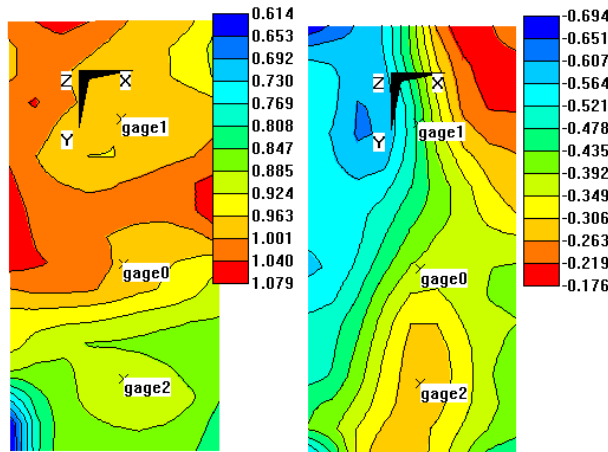 0.614
0.653
0.692
0.730
0.769
0.808
0.847
0.885
0.924
0.963
1.001
1.040
1.079
Z
X
Y
gage1
gage0
gage2
-0.694
-0.651
-0.607
-0.564
-0.521
-0.478
-0.435
-0.392
-0.349
-0.306
-0.263
-0.219
-0.176
Z
X
Y
gage1
gage0
gage2